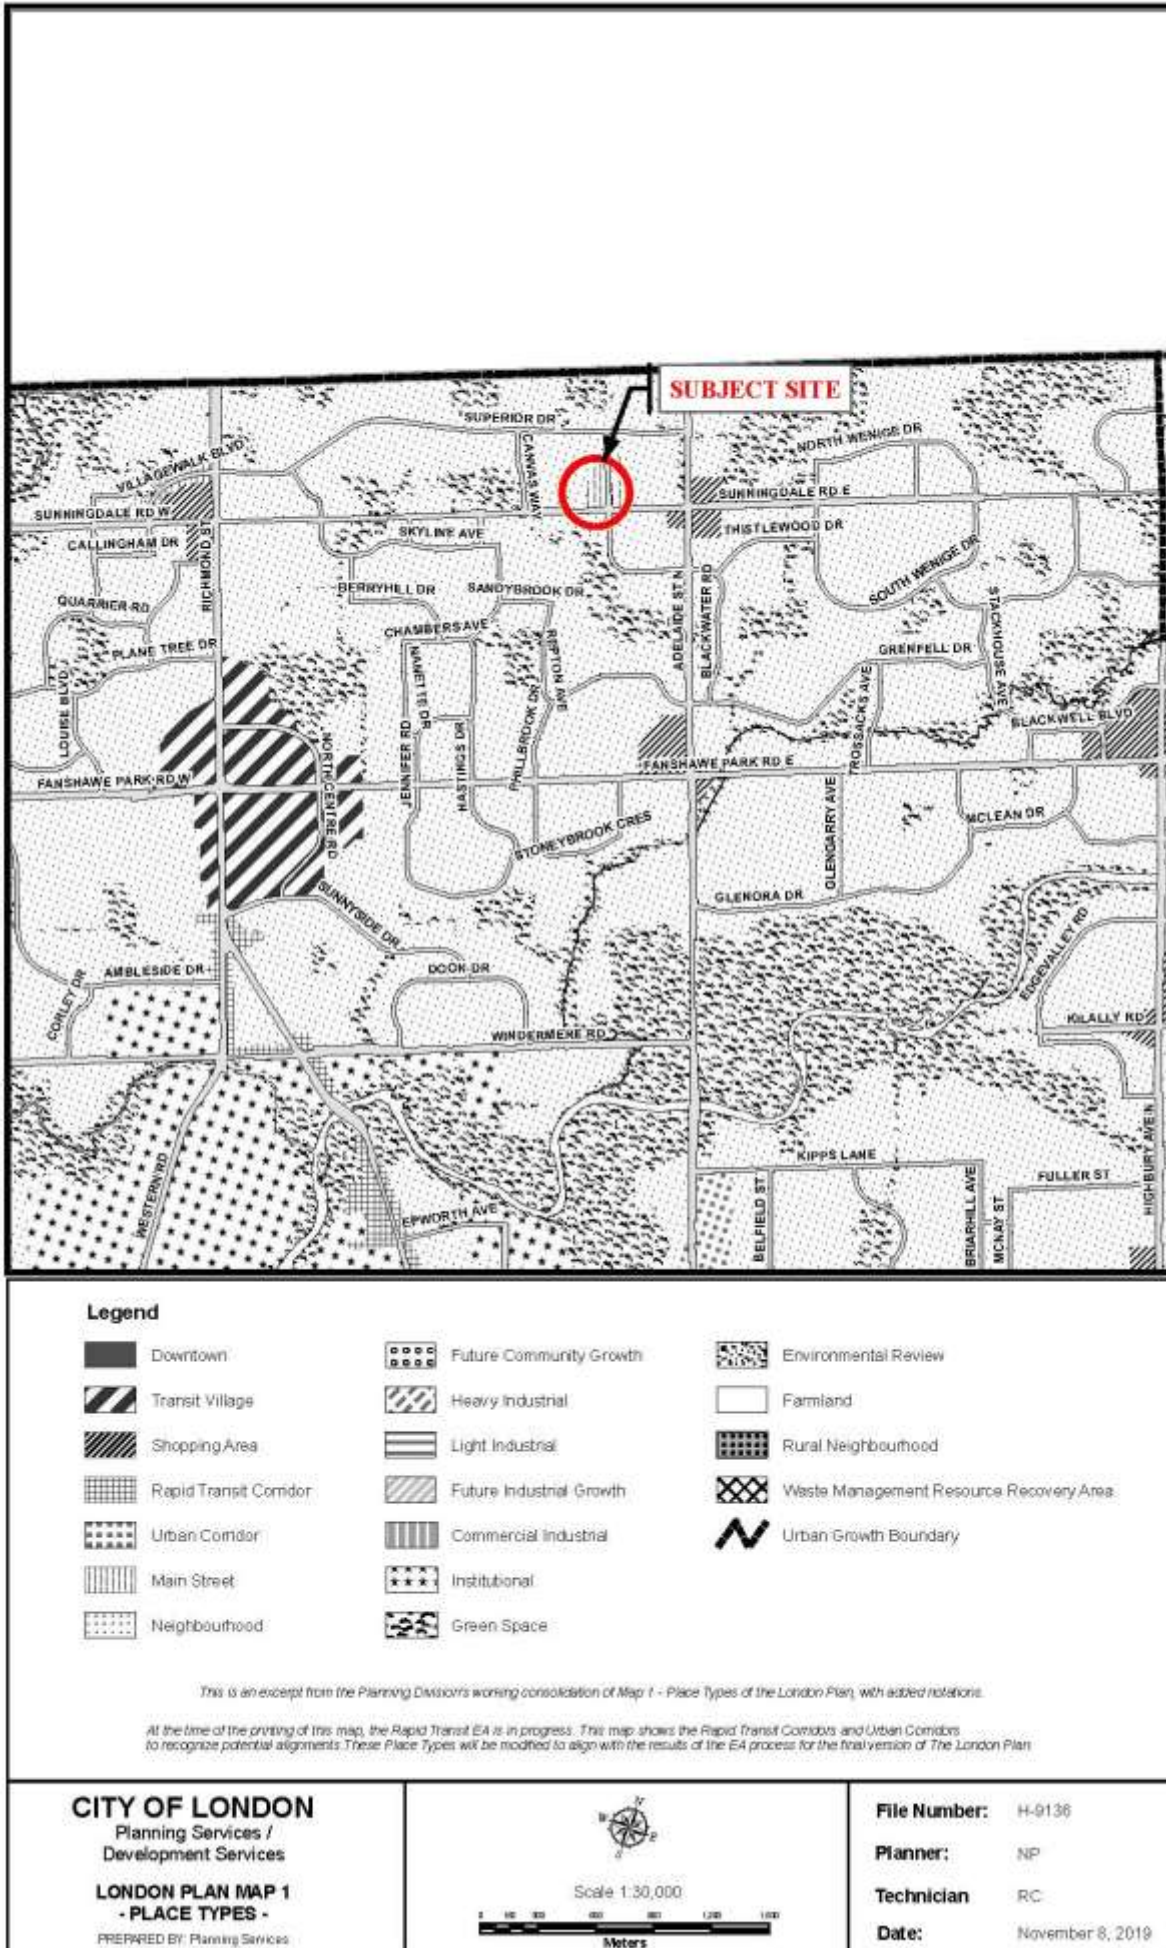 SUBJECT SITE
SUPERIOR DR
NORTH WENIGE DR
VILLAGEWALK BLVD
CANVAS WAY
SUNNINGDALE RD E
SUNNINGDALE RD W
THISTLEWOOD DR
SKYLINE AVE
CALLINGHAM DR
RICHMOND ST
SOUTH WENIGE DR
BERRYHILL DR
SANDYBROOK DR
QUARRIER RD
ADELAIDE ST N
BLACKWATER RD
STACKHOUSE AVE
CHAMBERS AVE
PLANE TREE DR
GRENFELL DR
NANETTE DR
REPTON AVE
LOUISE BLVD
PHILLBROOK DR
TROSSACKS AVE
BLACKWELL BLVD
JENNIFER RD
HASTINGS DR
NORTH CENTRE RD
FANSHAWE PARK RD W
FANSHAWE PARK RD E
GLENGARRY AVE
MCLEAN DR
STONEYBROOK CRES
GLENORA DR
SUNNYSIDE DR
EDGEVALLEY RD
CORLEY DR
AMBLESIDE DR
DOON DR
KILALLY RD
WINDERMERE RD
WESTERN RD
KIPPS LANE
FULLER ST
HIGHBURY AVE N
EPWORTH AVE
BELFIELD ST
BRIARHILL AVE
MCNAY ST
Legend
Downtown
Transit Village
Shopping Area
Rapid Transit Corridor
Urban Corridor
Main Street
Neighbourhood
Future Community Growth
Heavy Industrial
Light Industrial
Future Industrial Growth
Commercial Industrial
Institutional
Green Space
Environmental Review
Farmland
Rural Neighbourhood
Waste Management Resource Recovery Area
Urban Growth Boundary
This is an excerpt from the Planning Division's working consolidation of Map 1 - Place Types of the London Plan, with added notations.
At the time of the printing of this map, the Rapid Transit EA is in progress. This map shows the Rapid Transit Corridors and Urban Corridors
to recognize potential alignments. These Place Types will be modified to align with the results of the EA process for the final version of The London Plan.
CITY OF LONDON
Planning Services /
Development Services
LONDON PLAN MAP 1
- PLACE TYPES -
PREPARED BY: Planning Services
N
W
E
S
Scale 1:30,000
Meters
File Number: H-9136
Planner: NP
Technician RC
Date: November 8, 2019